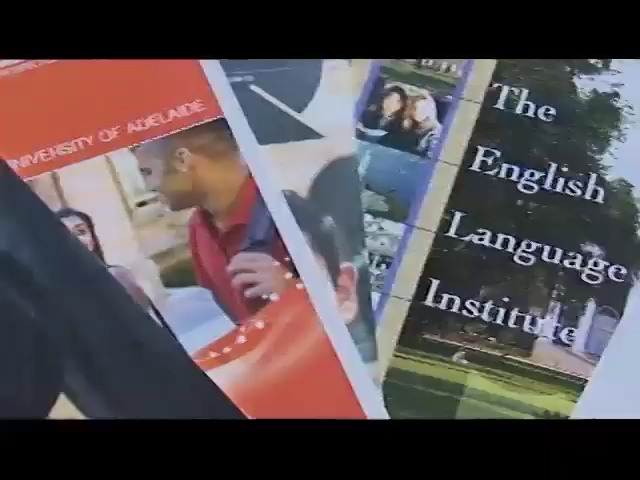 UNIVERSITY OF ADELAIDE
The
English
Language
Institute